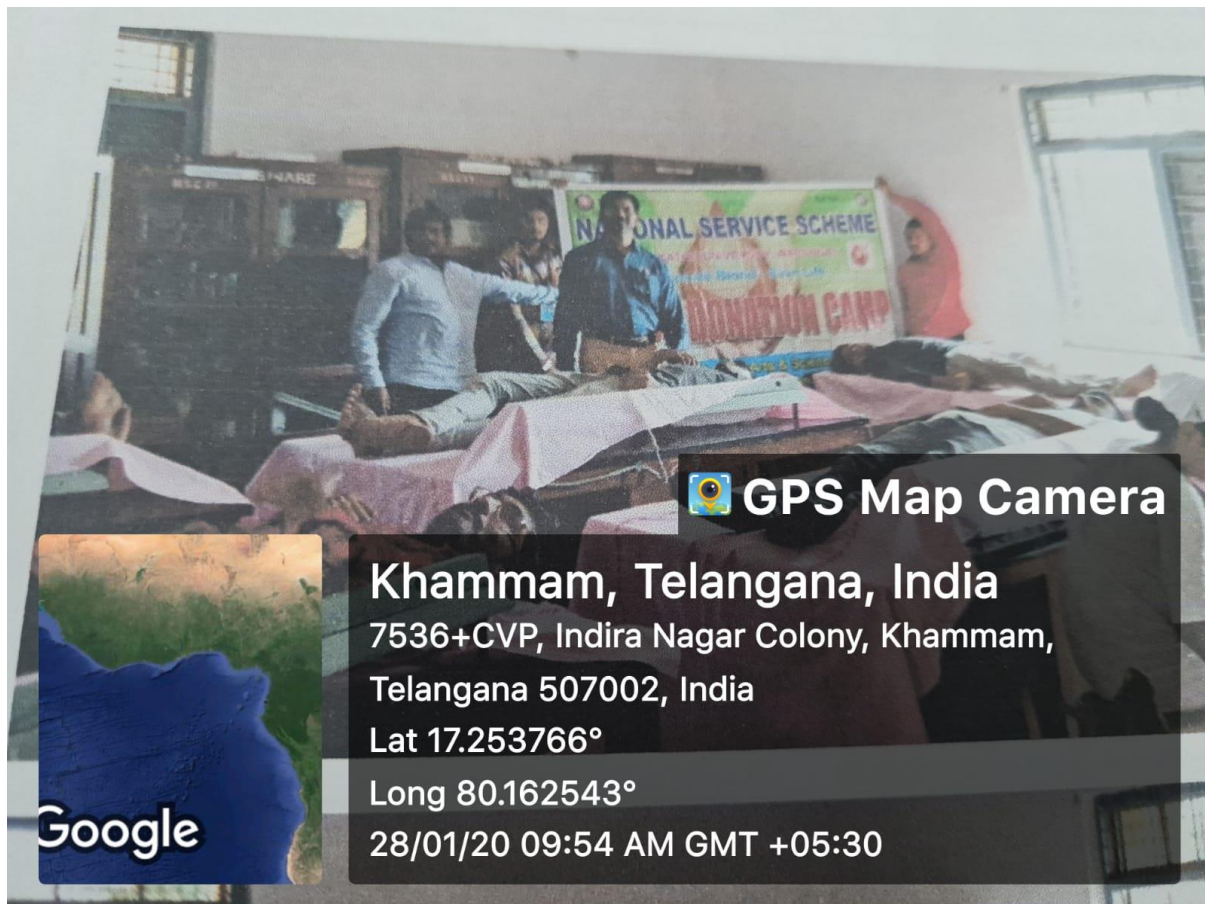 NATIONAL SERVICE SCHEME
DONATION CAMP
GPS Map Camera
Khammam, Telangana, India
7536+CVP, Indira Nagar Colony, Khammam,
Telangana 507002, India
Lat 17.253766°
Long 80.162543°
28/01/20 09:54 AM GMT +05:30
Google